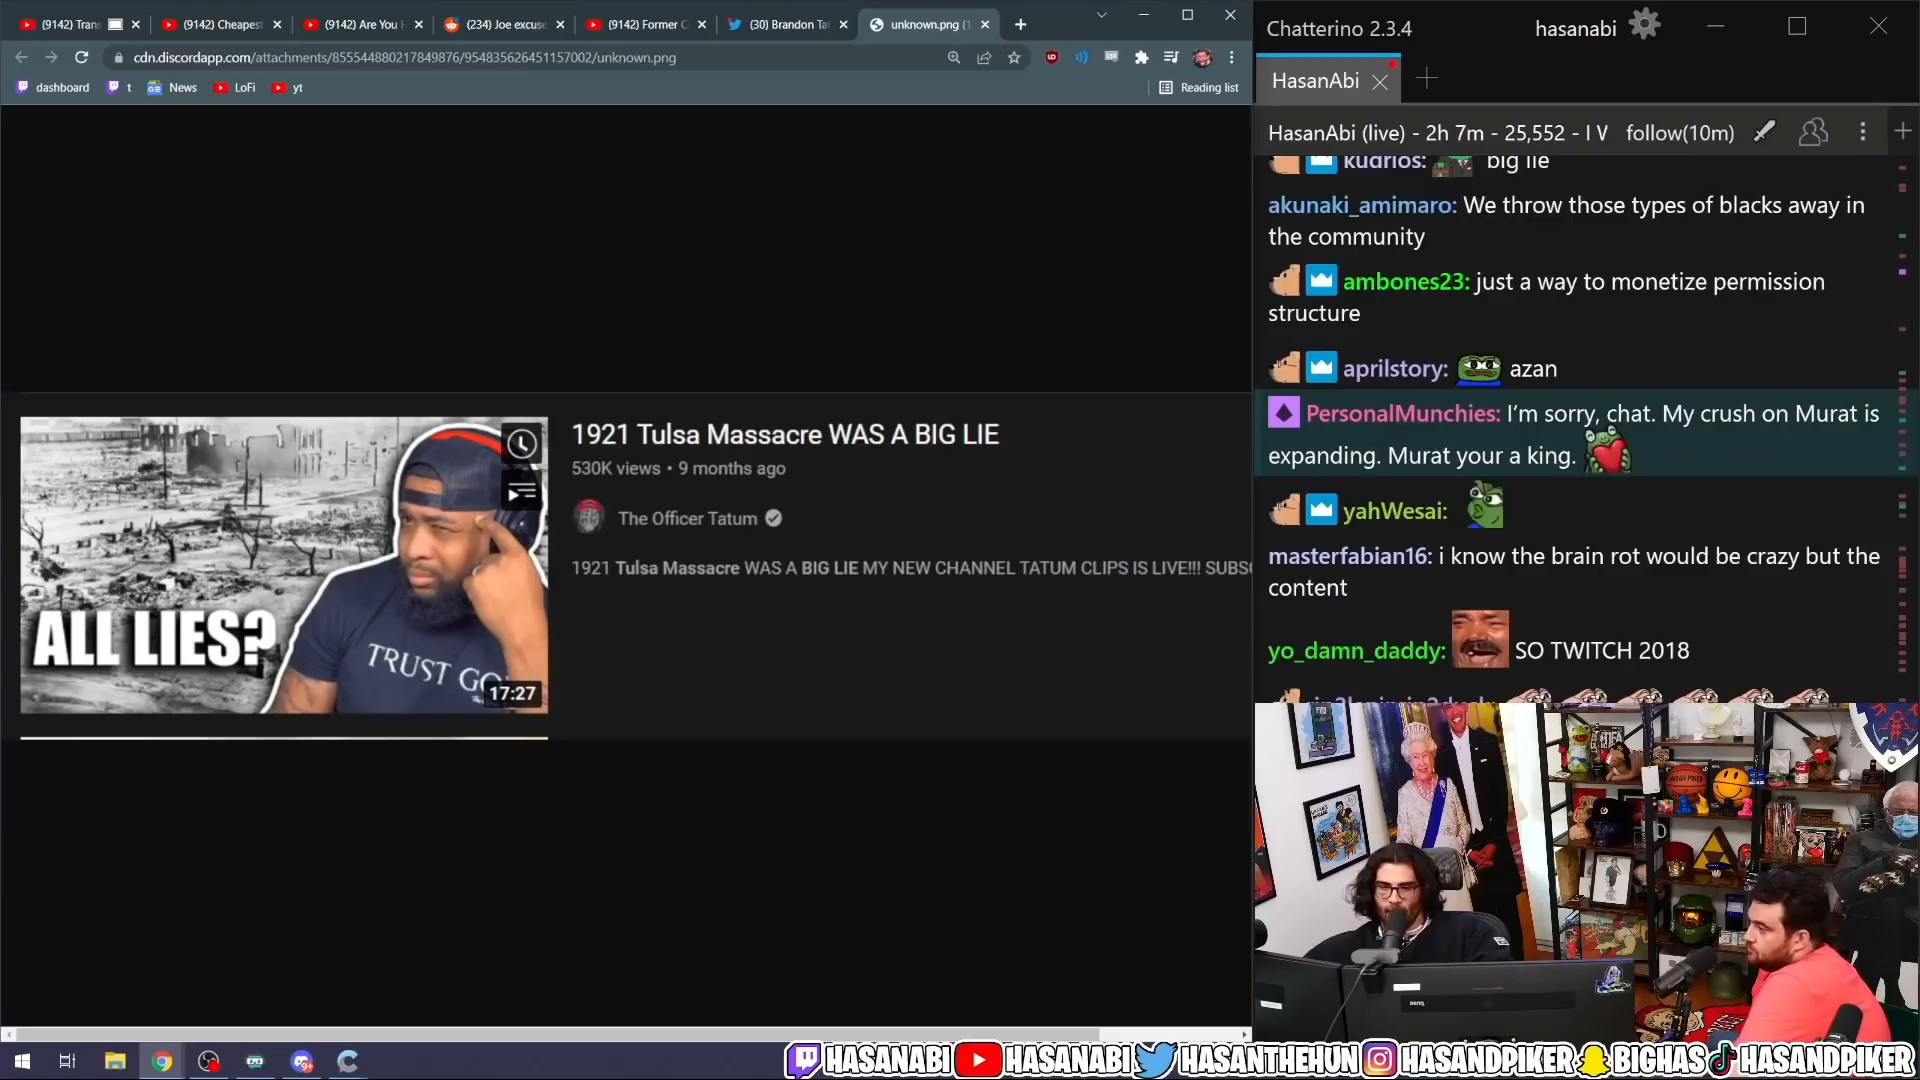 (9142) Trans
(9142) Cheapest
(9142) Are You
(234) Joe excuse
(9142) Former C
(30) Brandon Ta
unknown.png (1
cdn.discordapp.com/attachments/855544880217849876/954835626451157002/unknown.png
dashboard
t
News
LoFi
yt
Reading list
1921 Tulsa Massacre WAS A BIG LIE
530K views • 9 months ago
The Officer Tatum
1921 Tulsa Massacre WAS A BIG LIE MY NEW CHANNEL TATUM CLIPS IS LIVE!!! SUBSC
ALL LIES?
TRUST GO
17:27
Chatterino 2.3.4
hasanabi
HasanAbi
HasanAbi (live) - 2h 7m - 25,552 - I V
follow(10m)
kudrios: big lie
akunaki_amimaro: We throw those types of blacks away in
the community
ambones23: just a way to monetize permission
structure
aprilstory: azan
PersonalMunchies: I'm sorry, chat. My crush on Murat is
expanding. Murat your a king.
yahWesai:
masterfabian16: i know the brain rot would be crazy but the
content
yo_damn_daddy: SO TWITCH 2018
BenQ
HASANABI
HASANABI
HASANTHEHUN
HASANDPIKER
BIGHAS
HASANDPIKER